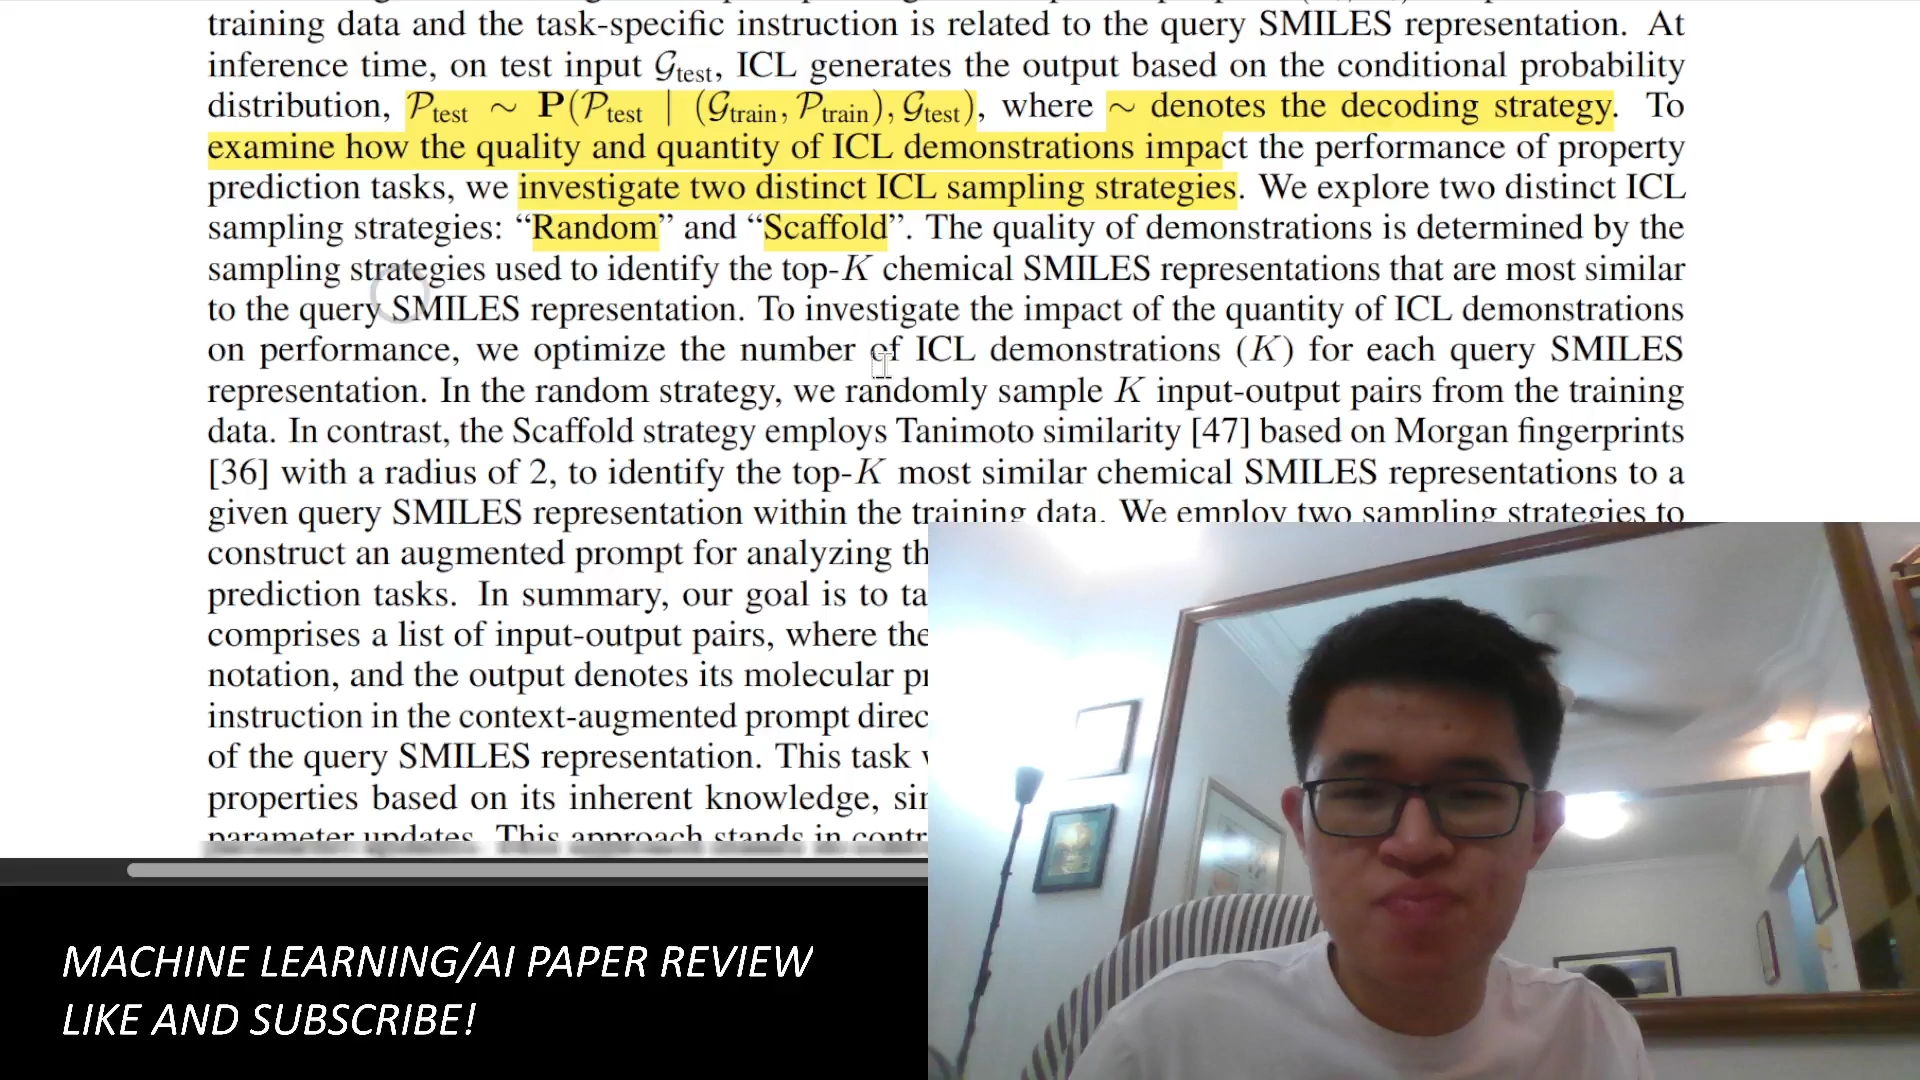 training data and the task-specific instruction is related to the query SMILES representation. At
inference time, on test input 𝒢test, ICL generates the output based on the conditional probability
distribution, 𝒫test ∼ P(𝒫test | (𝒢train, 𝒫train), 𝒢test), where ∼ denotes the decoding strategy. To
examine how the quality and quantity of ICL demonstrations impact the performance of property
prediction tasks, we investigate two distinct ICL sampling strategies. We explore two distinct ICL
sampling strategies: “Random” and “Scaffold”. The quality of demonstrations is determined by the
sampling strategies used to identify the top-K chemical SMILES representations that are most similar
to the query SMILES representation. To investigate the impact of the quantity of ICL demonstrations
on performance, we optimize the number of ICL demonstrations (K) for each query SMILES
representation. In the random strategy, we randomly sample K input-output pairs from the training
data. In contrast, the Scaffold strategy employs Tanimoto similarity [47] based on Morgan fingerprints
[36] with a radius of 2, to identify the top-K most similar chemical SMILES representations to a
given query SMILES representation within the training data. We employ two sampling strategies to
construct an augmented prompt for analyzing
prediction tasks. In summary, our goal is to
comprises a list of input-output pairs, where the
notation, and the output denotes its molecular
instruction in the context-augmented prompt
of the query SMILES representation. This task
properties based on its inherent knowledge,
parameter updates. This approach stands in
MACHINE LEARNING/AI PAPER REVIEW
LIKE AND SUBSCRIBE!